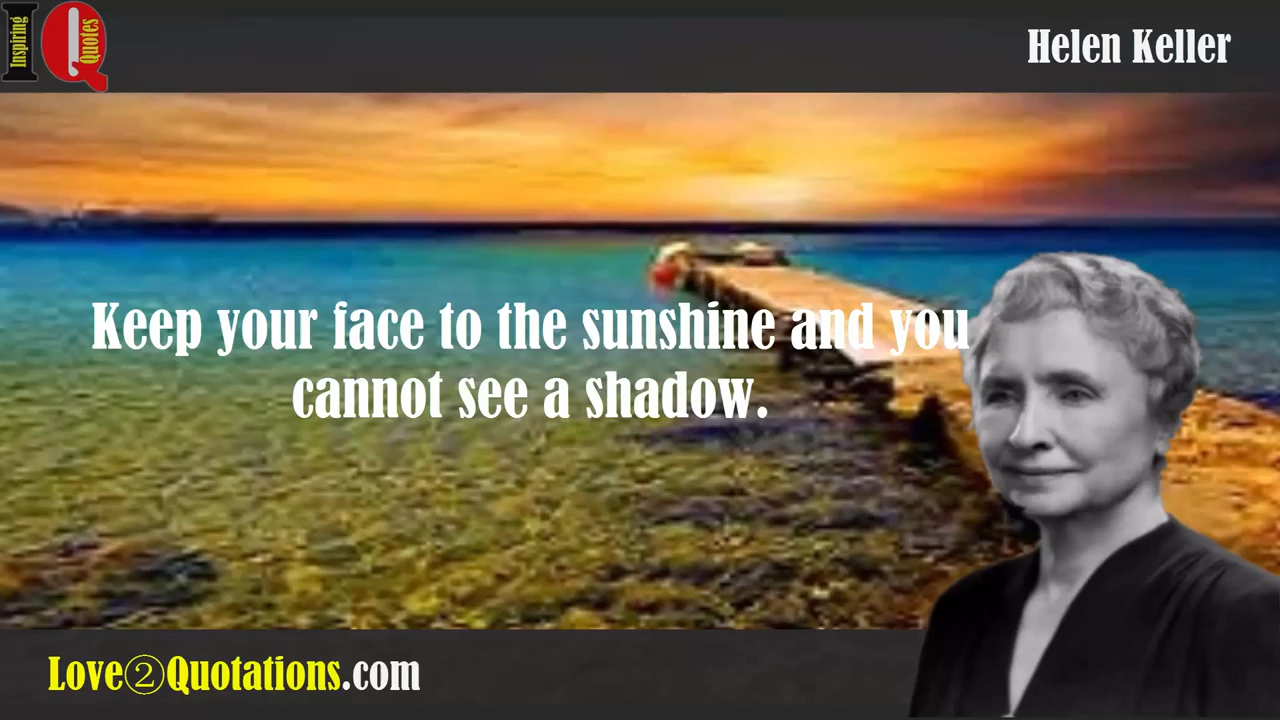 Inspiring
Quotes
Helen Keller
Keep your face to the sunshine and you
cannot see a shadow.
Love②Quotations.com